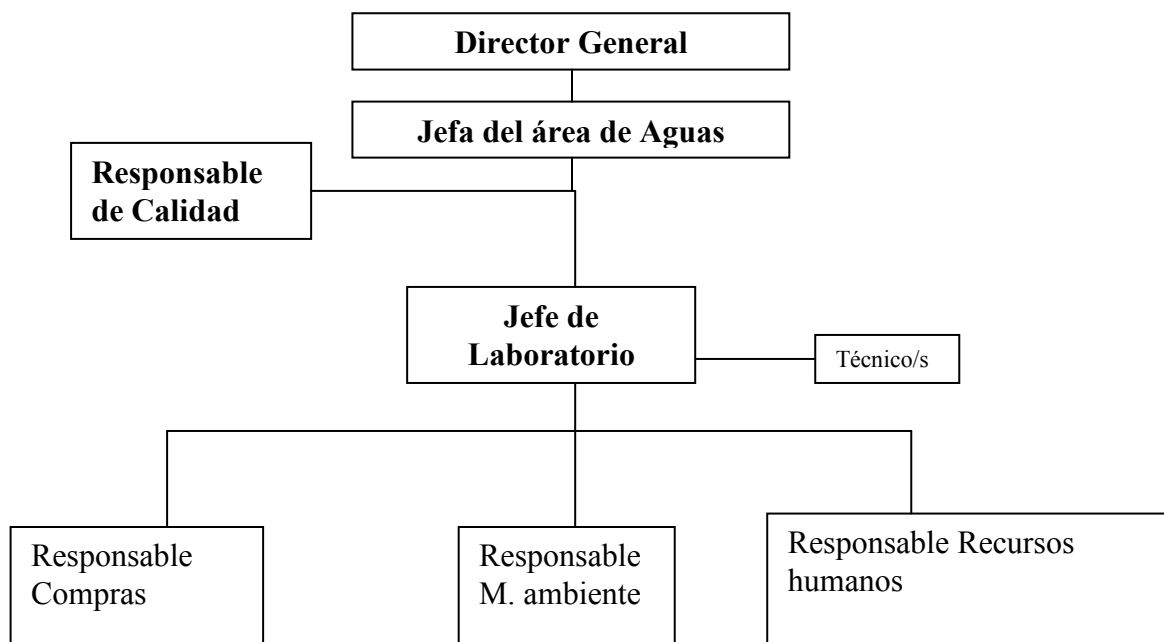 Director General
Jefa del área de Aguas
Responsable
de Calidad
Jefe de
Laboratorio
Técnico/s
Responsable
Compras
Responsable
M. ambiente
Responsable Recursos
humanos